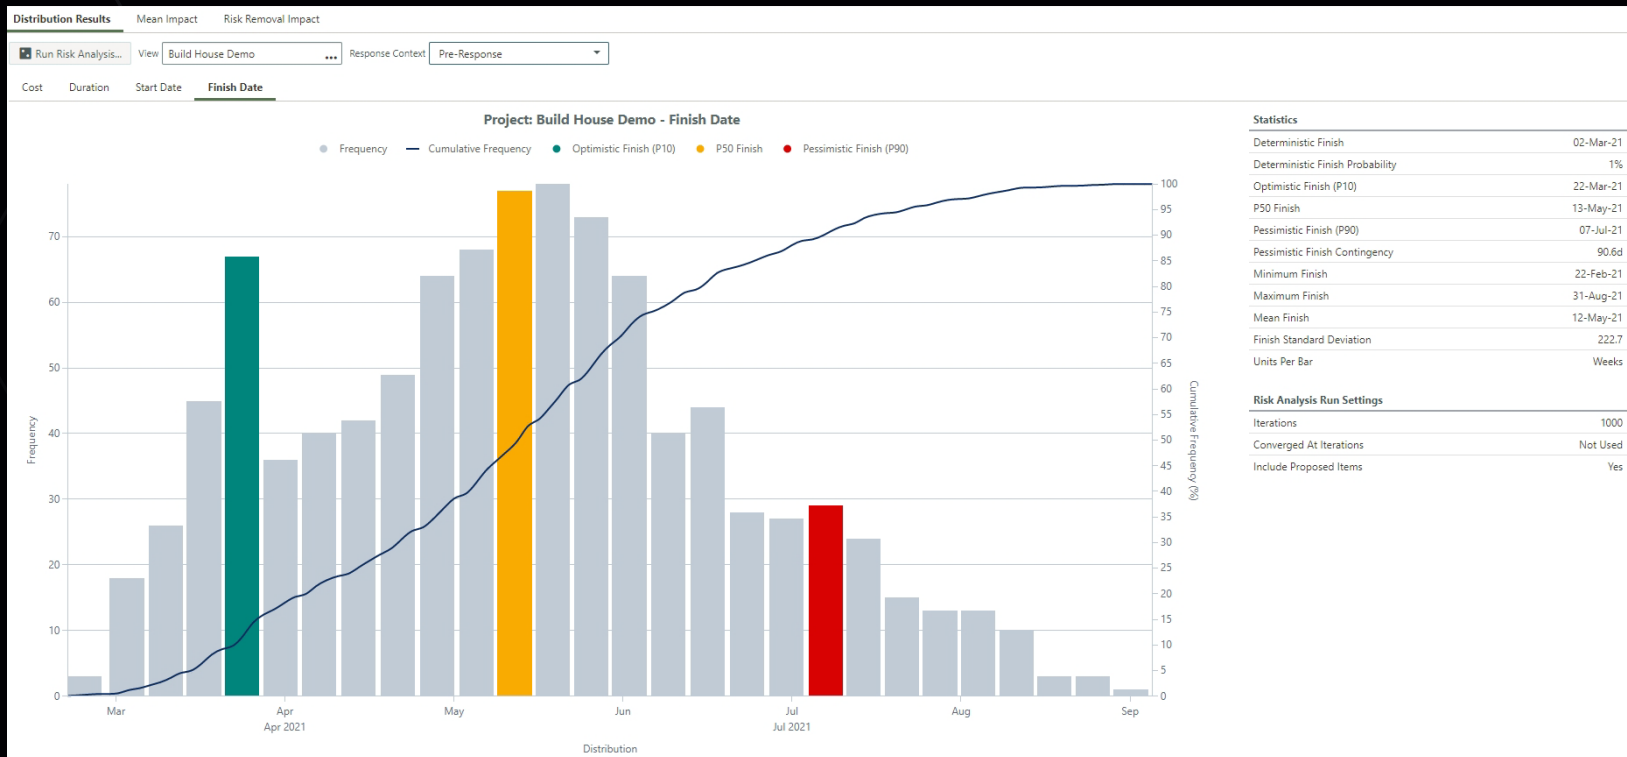 Distribution Results Mean Impact Risk Removal Impact
Run Risk Analysis... View Build House Demo ... Response Context Pre-Response
Cost Duration Start Date Finish Date
Project: Build House Demo - Finish Date
Frequency Cumulative Frequency Optimistic Finish (P10) P50 Finish Pessimistic Finish (P90)
70
60
50
40
30
20
10
0
Frequency
100
95
90
85
80
75
70
65
60
55
50
45
40
35
30
25
20
15
10
5
0
Cumulative Frequency (%)
Mar Apr May Jun Jul Aug Sep
Apr 2021 Jul 2021
Distribution
Statistics
Deterministic Finish 02-Mar-21
Deterministic Finish Probability 1%
Optimistic Finish (P10) 22-Mar-21
P50 Finish 13-May-21
Pessimistic Finish (P90) 07-Jul-21
Pessimistic Finish Contingency 90.6d
Minimum Finish 22-Feb-21
Maximum Finish 31-Aug-21
Mean Finish 12-May-21
Finish Standard Deviation 222.7
Units Per Bar Weeks
Risk Analysis Run Settings
Iterations 1000
Converged At Iterations Not Used
Include Proposed Items Yes